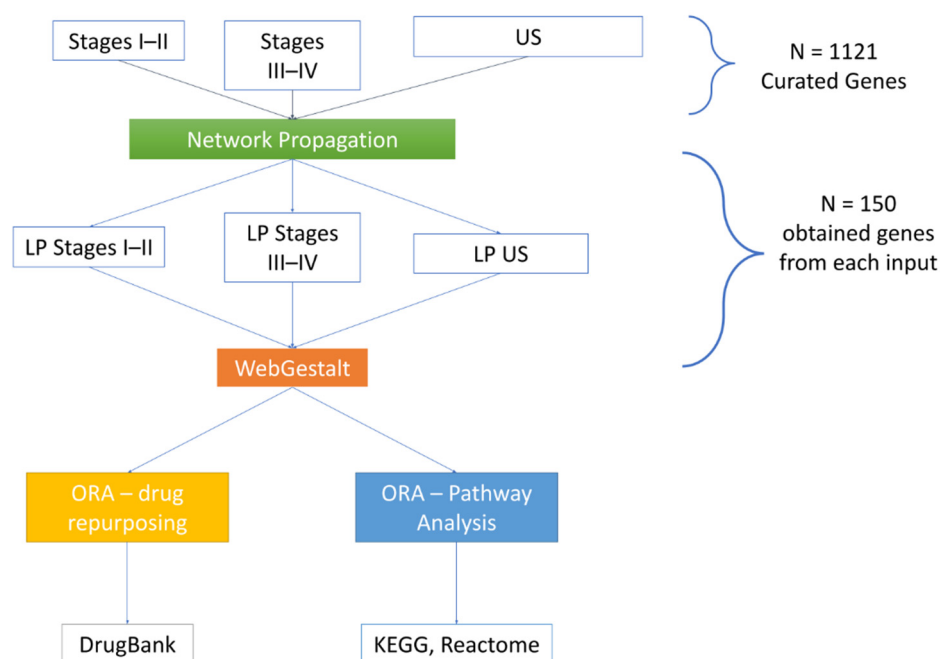 Stages I–II
Stages
III–IV
US
N = 1121
Curated Genes
Network Propagation
LP Stages I–II
LP Stages
III–IV
LP US
N = 150
obtained genes
from each input
WebGestalt
ORA – drug
repurposing
ORA – Pathway
Analysis
DrugBank
KEGG, Reactome